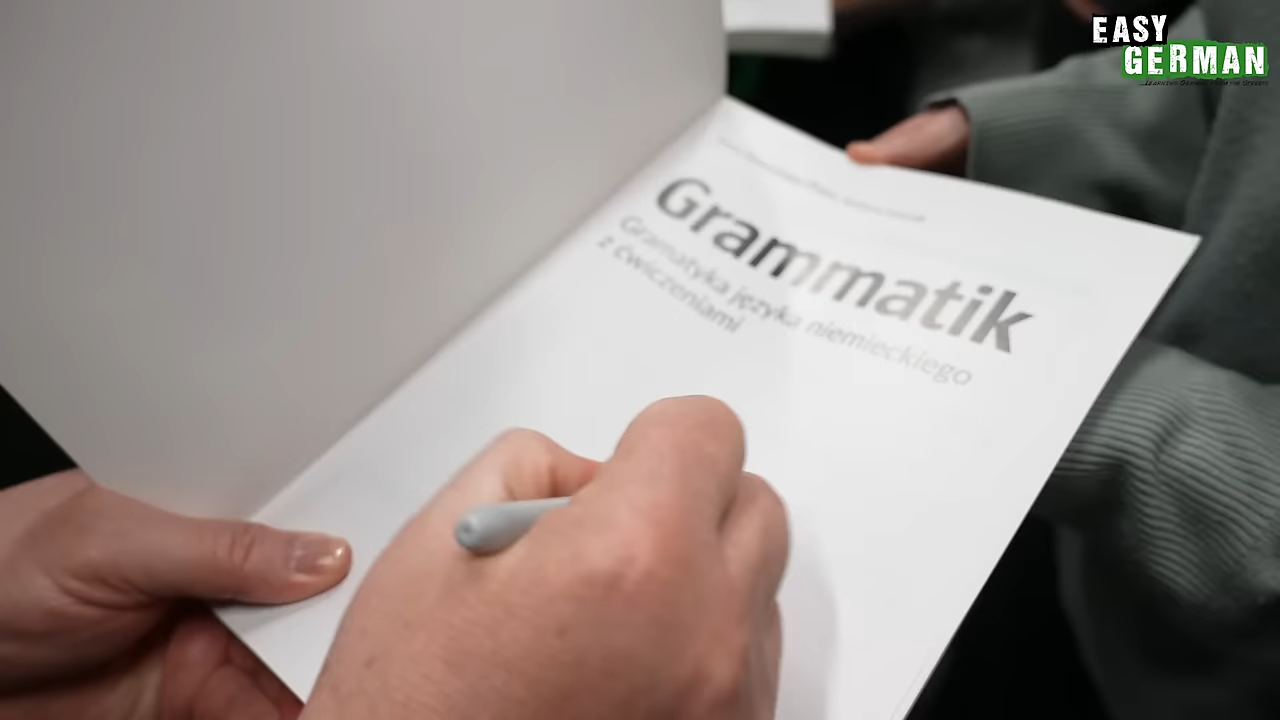 EASY
GERMAN
Grammatik
Gramatyka języka niemieckiego
z ćwiczeniami